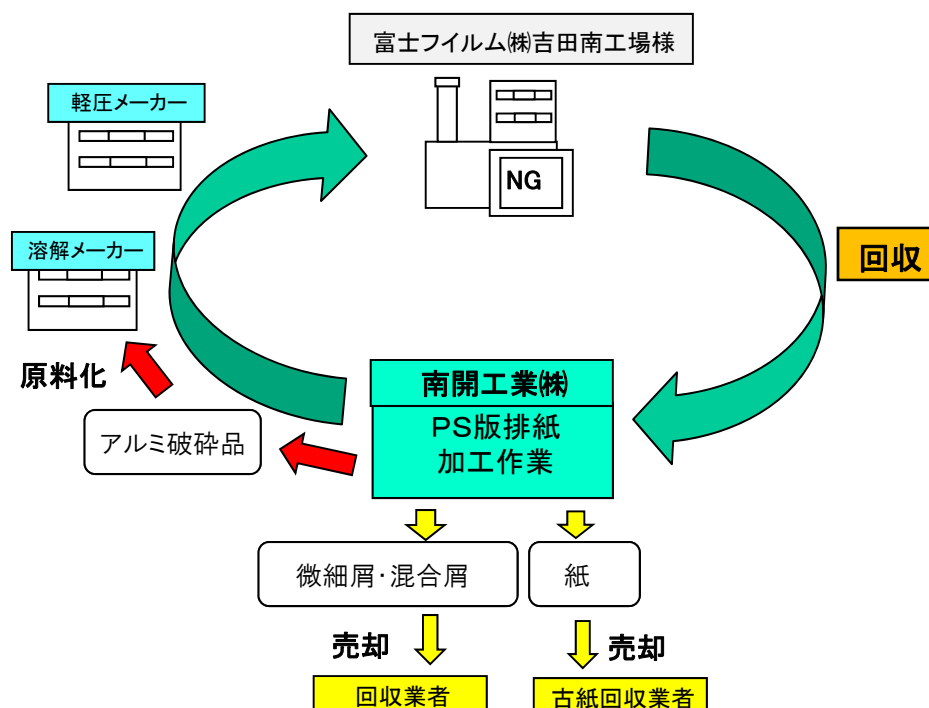 富士フイルム㈱吉田南工場様
軽圧メーカー
NG
溶解メーカー
回収
原料化
南開工業㈱
PS版排紙
加工作業
アルミ破砕品
微細屑・混合屑
紙
売却
売却
回収業者
古紙回収業者